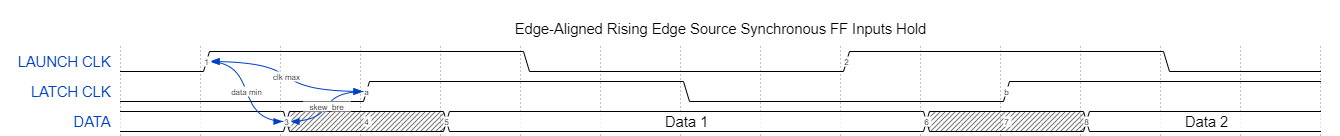 Edge-Aligned Rising Edge Source Synchronous FF Inputs Hold
LAUNCH CLK 1 2
clk max
LATCH CLK a b
data min
skew_bre
DATA 3 4 5 Data 1 6 7 8 Data 2